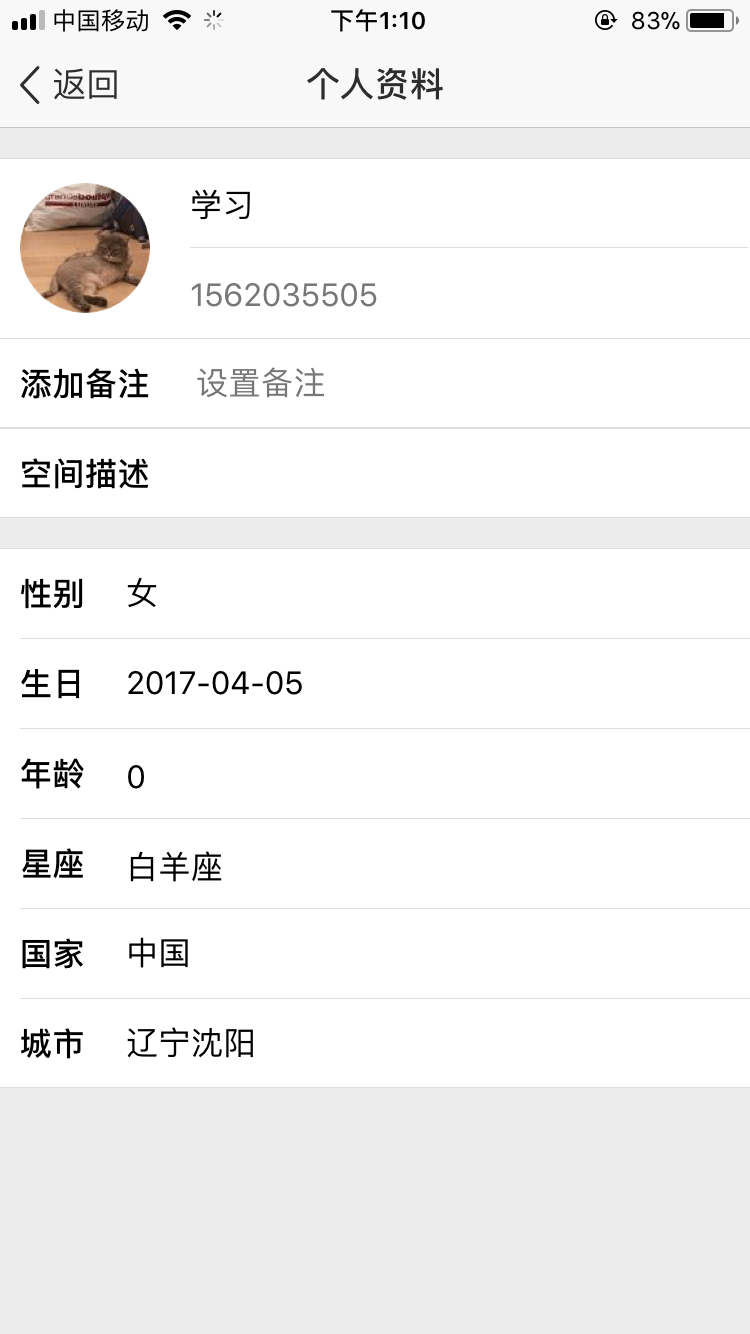 中国移动 下午1:10 83%
返回 个人资料
学习
1562035505
添加备注 设置备注
空间描述
性别 女
生日 2017-04-05
年龄 0
星座 白羊座
国家 中国
城市 辽宁沈阳